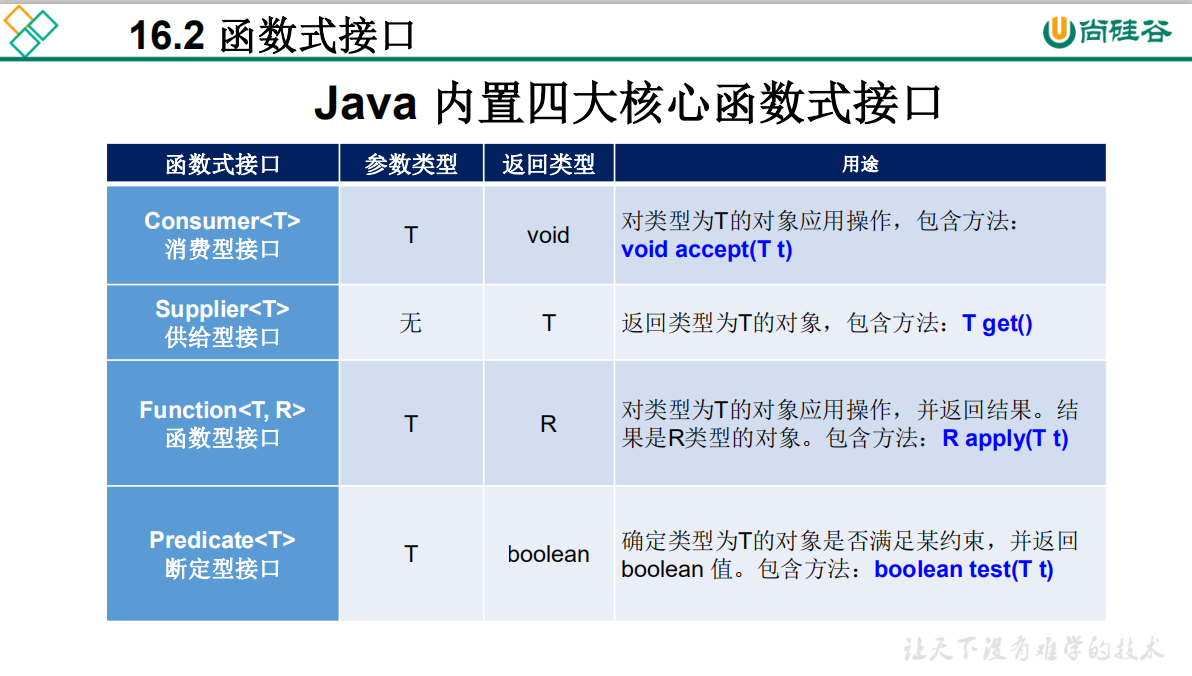 16.2 函数式接口
尚硅谷
Java 内置四大核心函数式接口
函数式接口 参数类型 返回类型 用途
Consumer<T>
消费型接口
T
void
对类型为T的对象应用操作，包含方法：
void accept(T t)
Supplier<T>
供给型接口
无
T
返回类型为T的对象，包含方法：T get()
Function<T, R>
函数型接口
T
R
对类型为T的对象应用操作，并返回结果。结
果是R类型的对象。包含方法：R apply(T t)
Predicate<T>
断定型接口
T
boolean
确定类型为T的对象是否满足某约束，并返回
boolean 值。包含方法：boolean test(T t)
让天下没有难学的技术